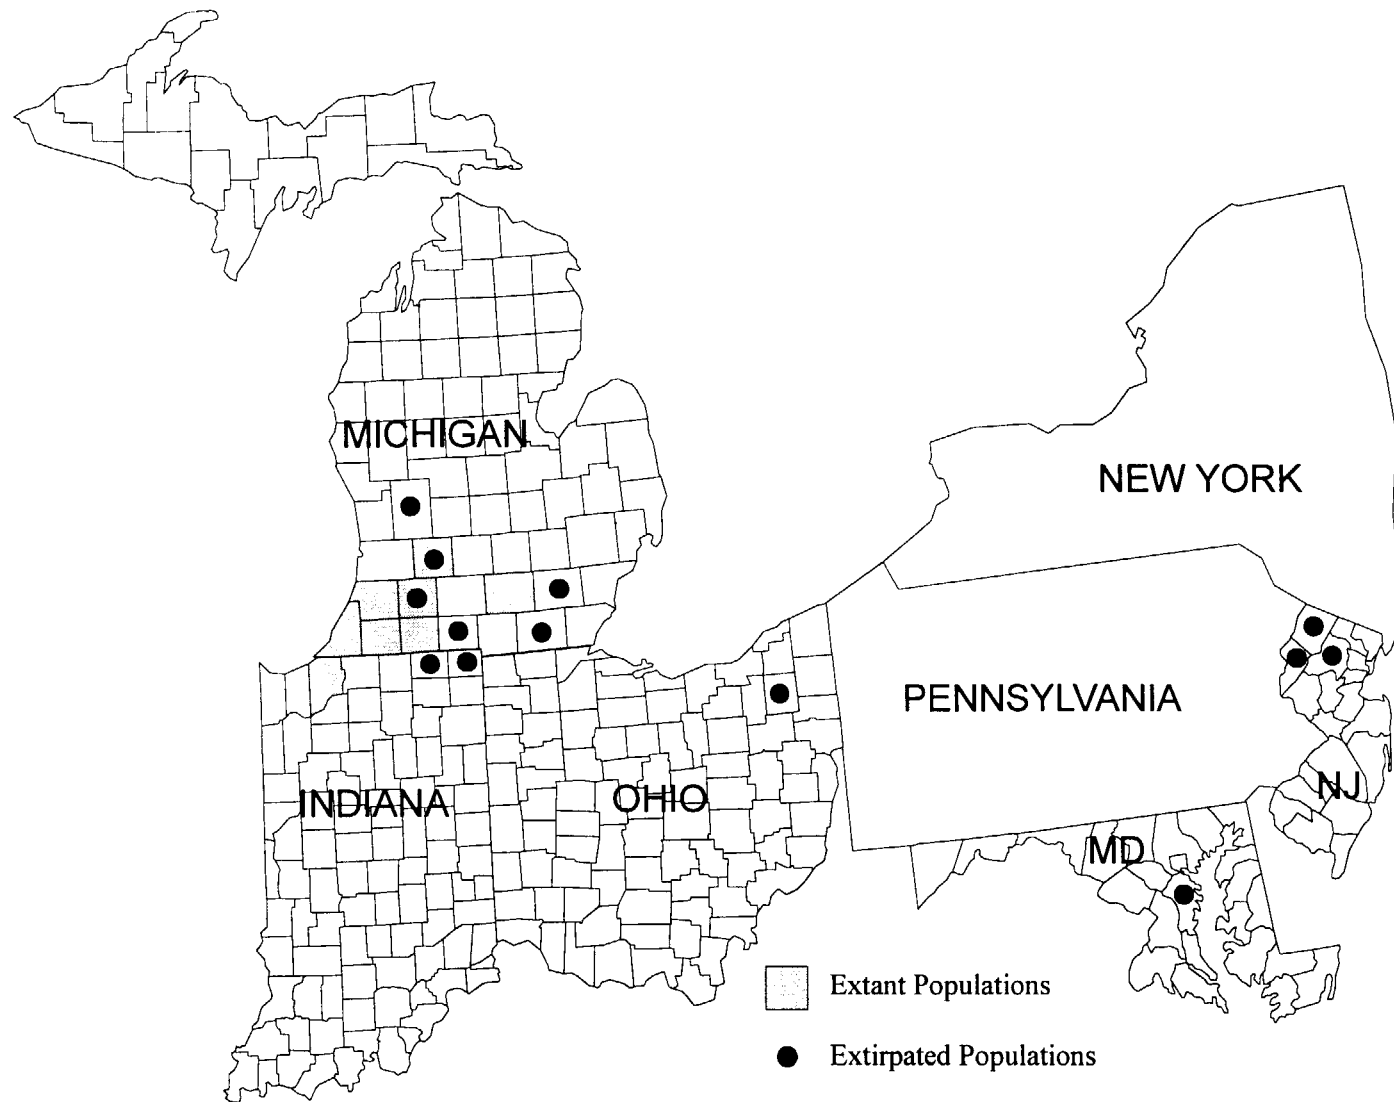 MICHIGAN
NEW YORK
PENNSYLVANIA
INDIANA
OHIO
NJ
MD
Extant Populations
Extirpated Populations